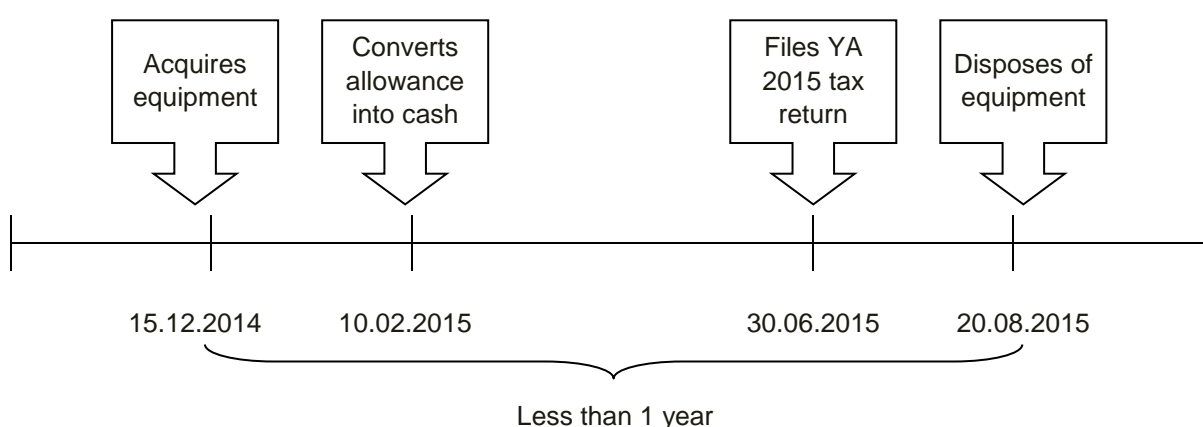 Acquires
equipment
Converts
allowance
into cash
Files YA
2015 tax
return
Disposes of
equipment
15.12.2014
10.02.2015
30.06.2015
20.08.2015
Less than 1 year